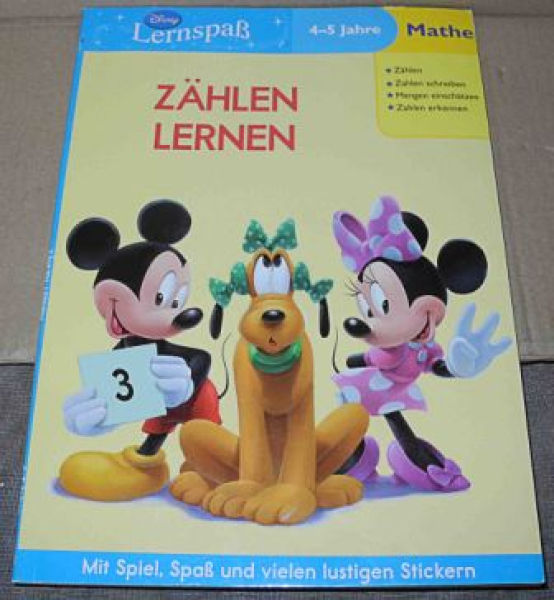 Disney
Lernspaß
4–5 Jahre
Mathe
★ Zählen
★ Zahlen schreiben
★ Mengen einschätzen
★ Zahlen erkennen
ZÄHLEN
LERNEN
3
Mit Spiel, Spaß und vielen lustigen Stickern